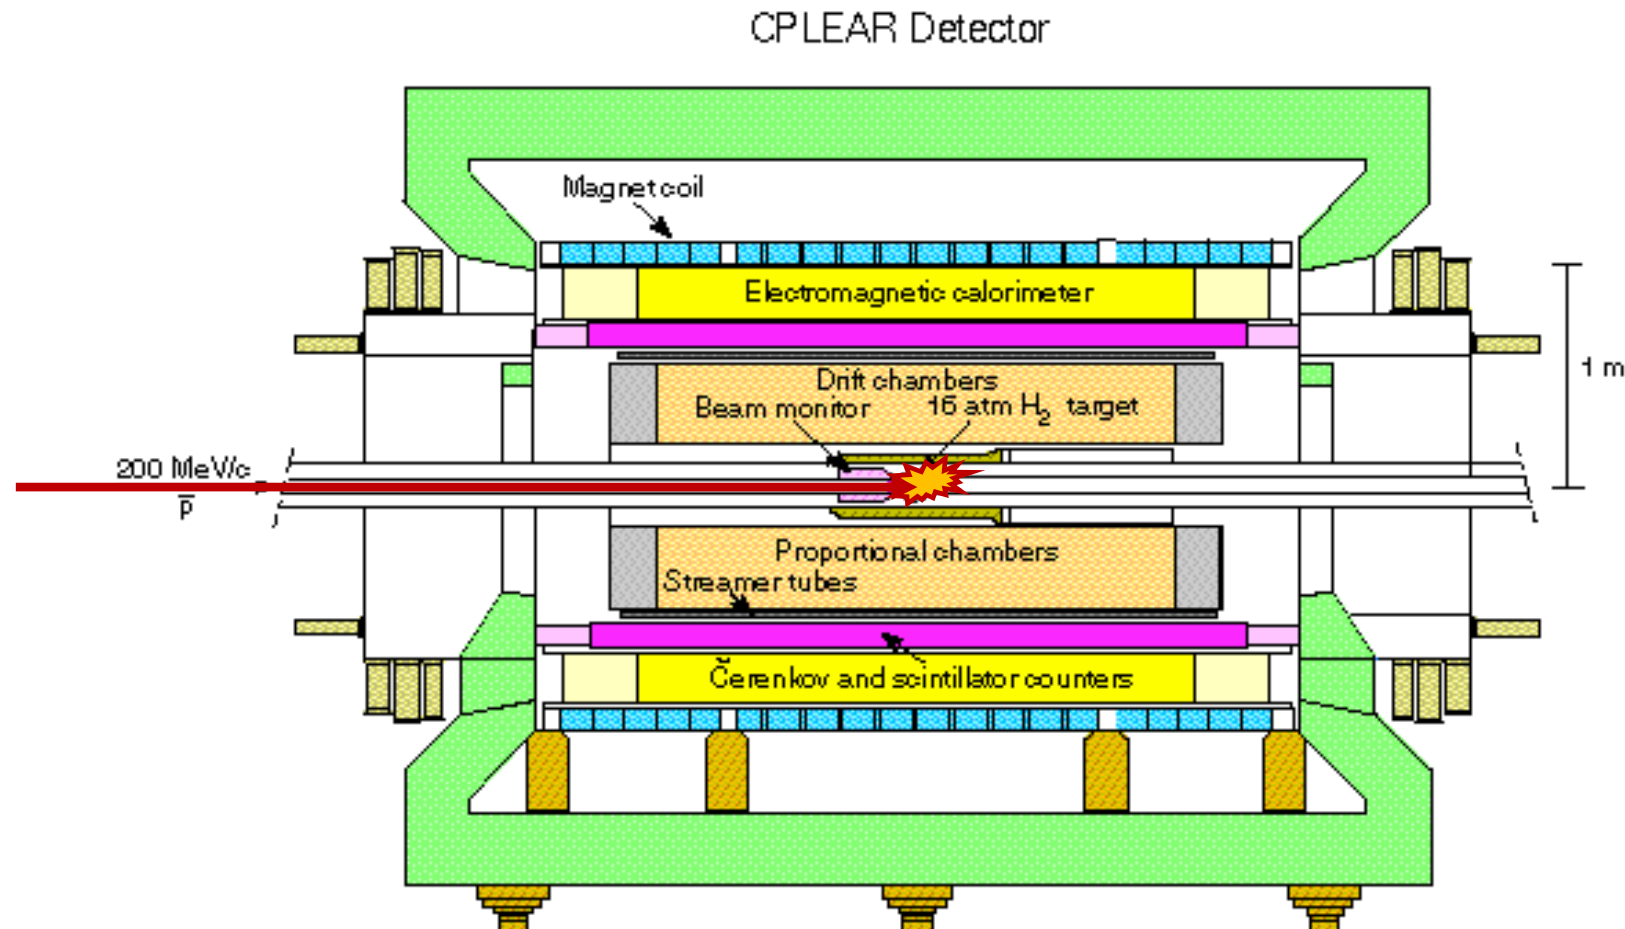 CPLEAR Detector
Magnet coil
Electromagnetic calorimeter
Drift chambers
Beam monitor
16 atm H2 target
1 m
200 MeV/c
p̅
Proportional chambers
Streamer tubes
Čerenkov and scintillator counters